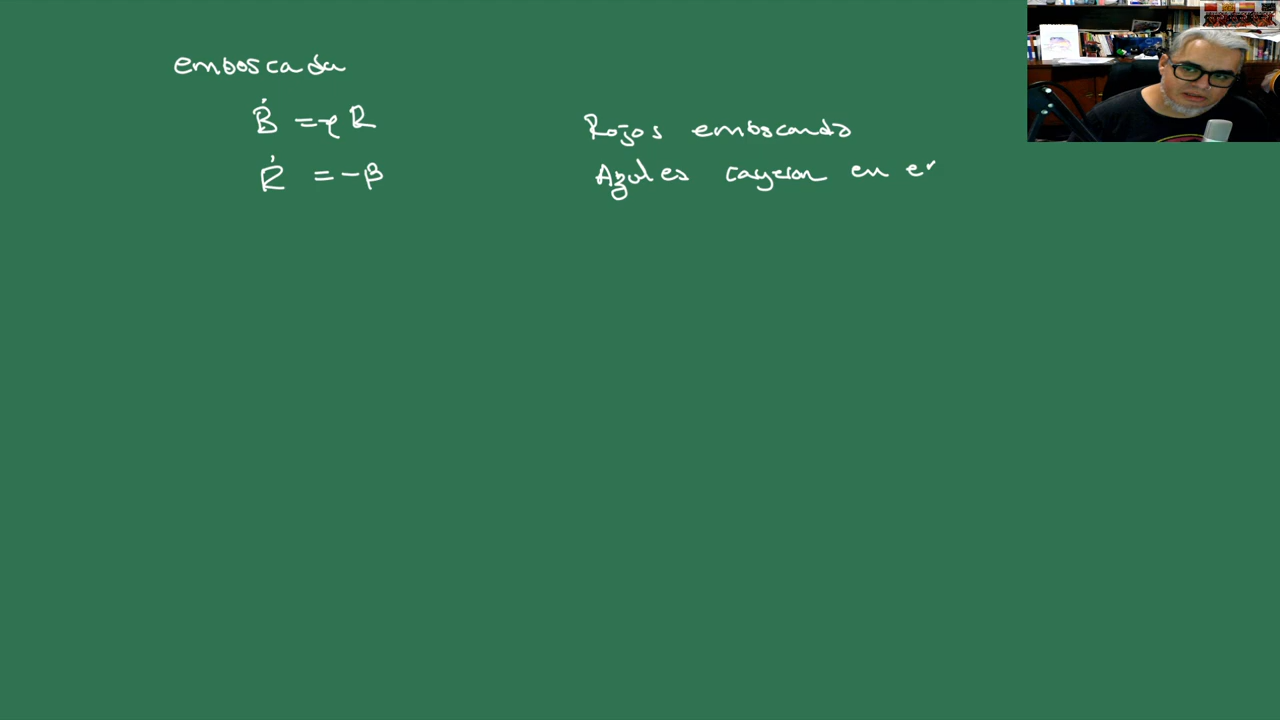 emboscada
Ḃ = -ρ R
Ṙ = - β
Rojos emboscando
Azules cayeron en